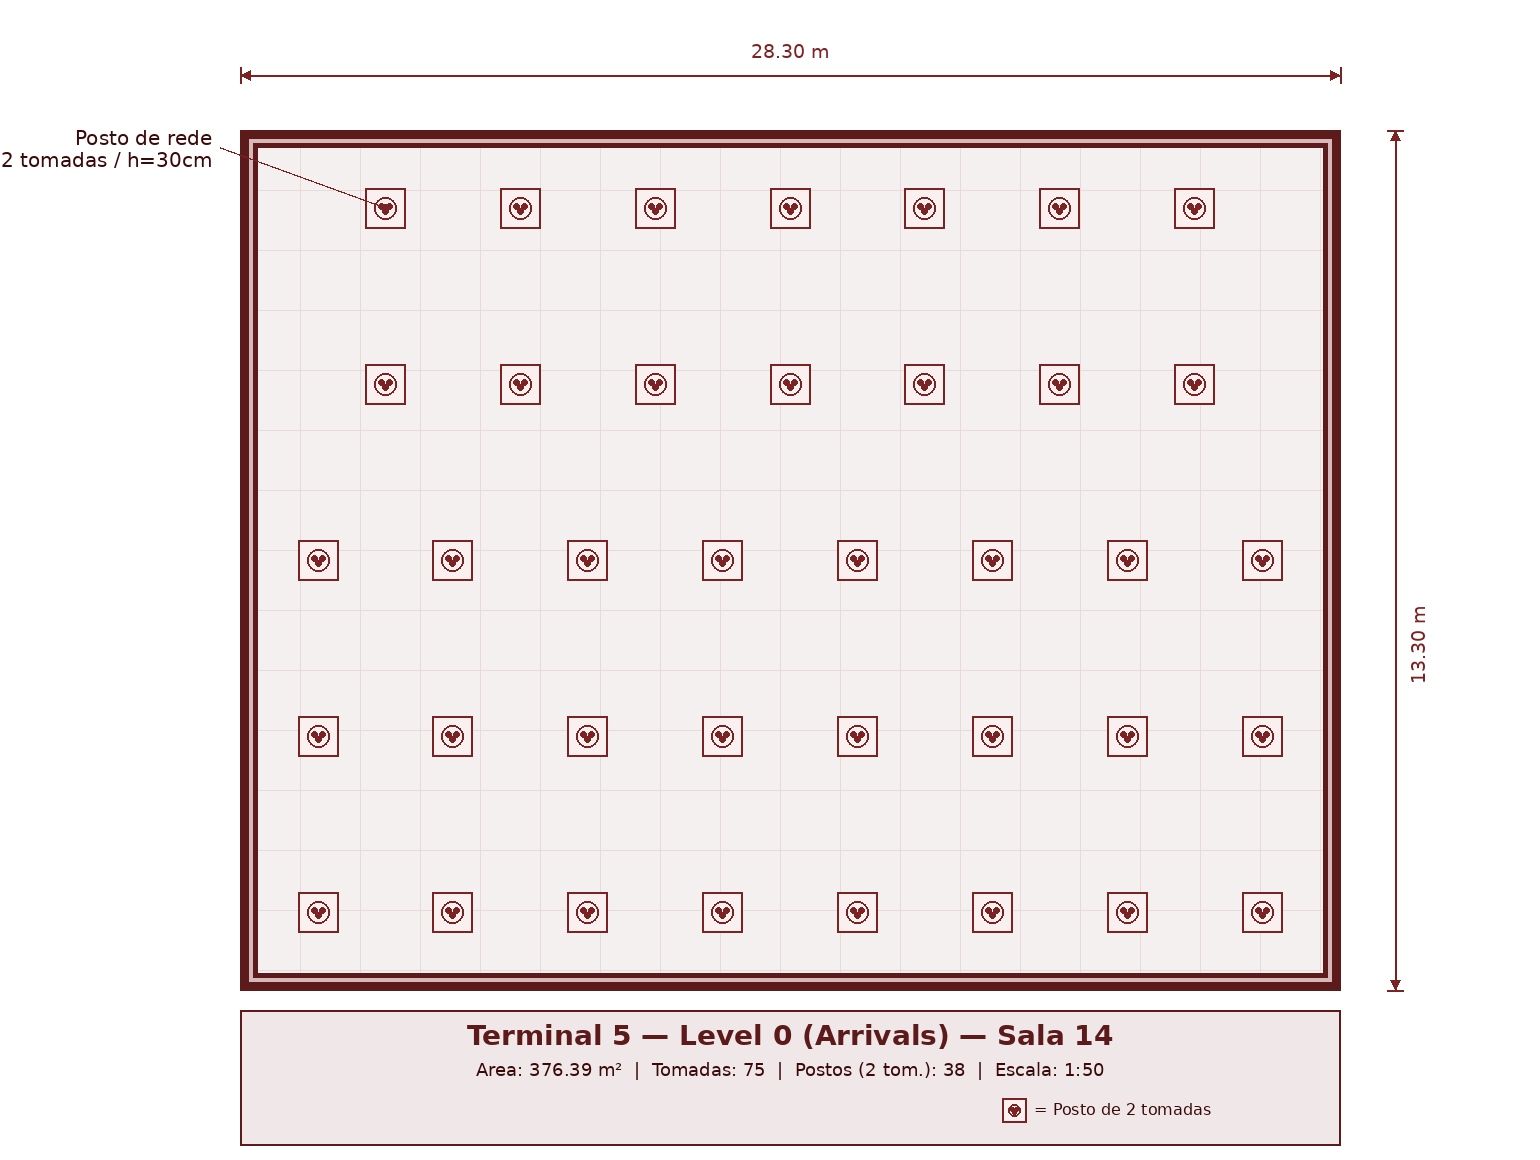 28.30 m
Posto de rede
2 tomadas / h=30cm
13.30 m
Terminal 5 — Level 0 (Arrivals) — Sala 14
Area: 376.39 m² | Tomadas: 75 | Postos (2 tom.): 38 | Escala: 1:50
= Posto de 2 tomadas